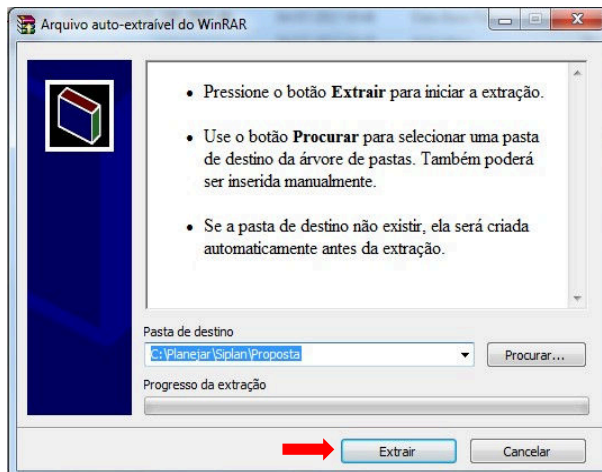 Arquivo auto-extraível do WinRAR
• Pressione o botão Extrair para iniciar a extração.
• Use o botão Procurar para selecionar uma pasta
de destino da árvore de pastas. Também poderá
ser inserida manualmente.
• Se a pasta de destino não existir, ela será criada
automaticamente antes da extração.
Pasta de destino
C:\Planejar\Siplan\Proposta
Procurar...
Progresso da extração
Extrair
Cancelar